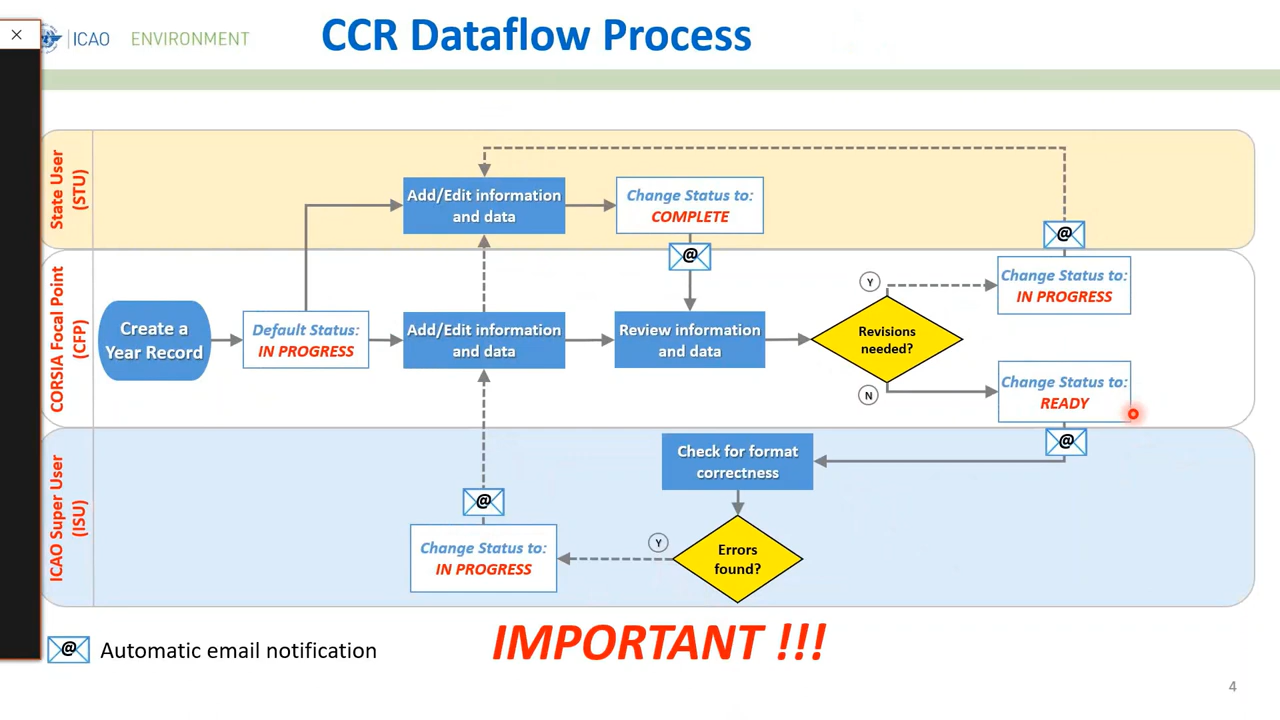 ×
ICAO
ENVIRONMENT
CCR Dataflow Process
State User
(STU)
Add/Edit information
and data
Change Status to:
COMPLETE
@
@
CORSIA Focal Point
(CFP)
Create a
Year Record
Default Status:
IN PROGRESS
Add/Edit information
and data
Review information
and data
Revisions
needed?
Y
N
Change Status to:
IN PROGRESS
Change Status to:
READY
@
ICAO Super User
(ISU)
Check for format
correctness
Errors
found?
Y
@
Change Status to:
IN PROGRESS
@
Automatic email notification
IMPORTANT !!!
4